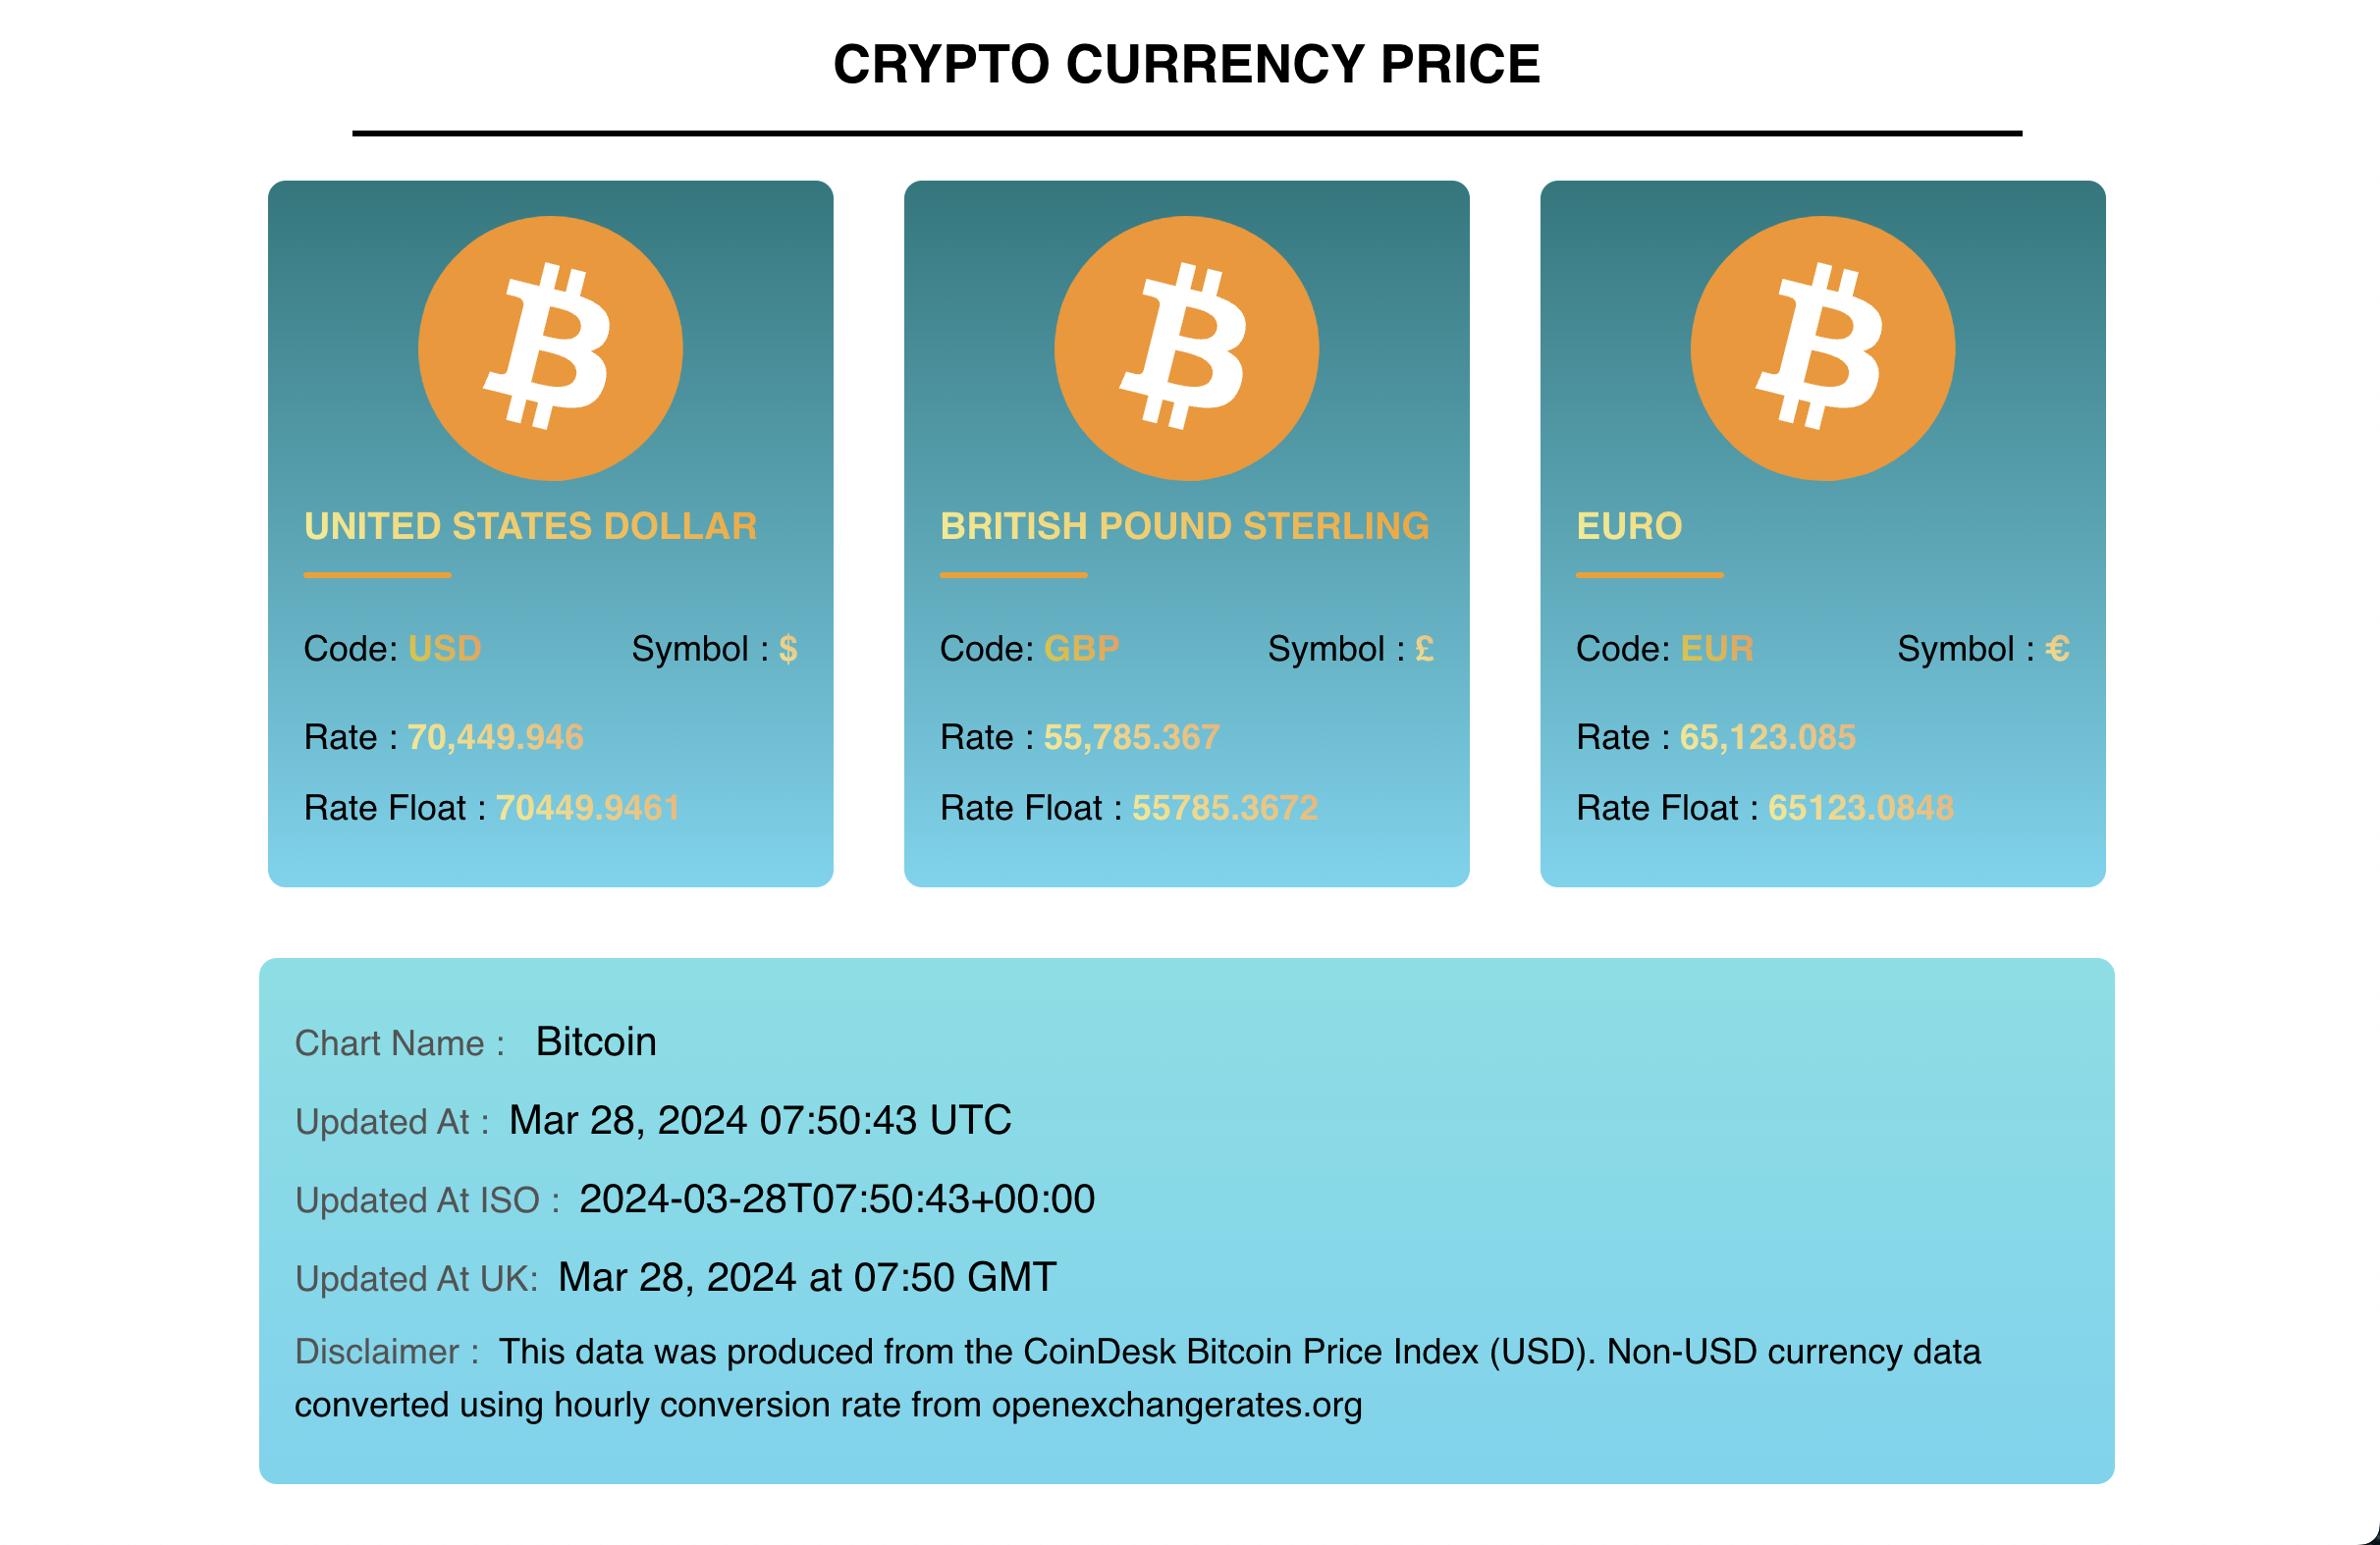 CRYPTO CURRENCY PRICE
UNITED STATES DOLLAR
Code: USD Symbol : $
Rate : 70,449.946
Rate Float : 70449.9461
BRITISH POUND STERLING
Code: GBP Symbol : £
Rate : 55,785.367
Rate Float : 55785.3672
EURO
Code: EUR Symbol : €
Rate : 65,123.085
Rate Float : 65123.0848
Chart Name : Bitcoin
Updated At : Mar 28, 2024 07:50:43 UTC
Updated At ISO : 2024-03-28T07:50:43+00:00
Updated At UK: Mar 28, 2024 at 07:50 GMT
Disclaimer : This data was produced from the CoinDesk Bitcoin Price Index (USD). Non-USD currency data
converted using hourly conversion rate from openexchangerates.org